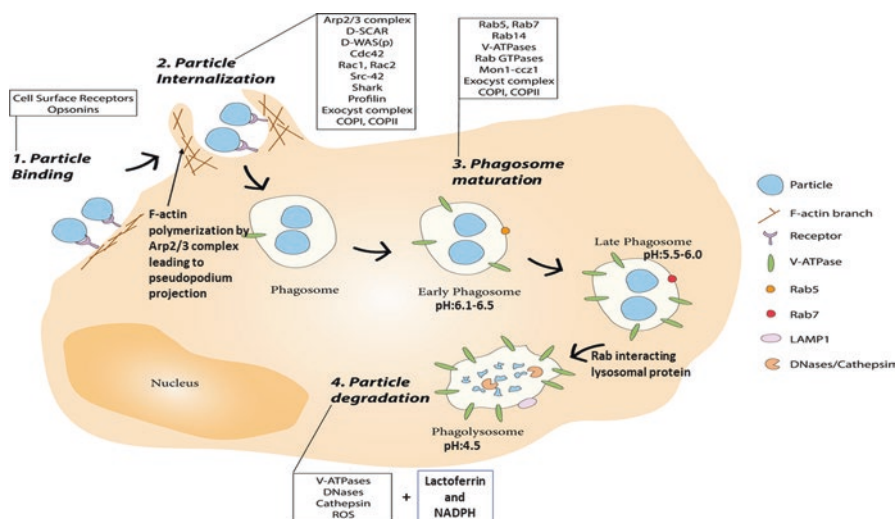 Arp2/3 complex
D-SCAR
D-WAS(p)
Cdc42
Rac1, Rac2
Src-42
Shark
Profilin
Exocyst complex
COPI, COPII
Rab5, Rab7
Rab14
V-ATPases
Rab GTPases
Mon1-ccz1
Exocyst complex
COPI, COPII
2. Particle
Internalization
Cell Surface Receptors
Opsonins
1. Particle
Binding
3. Phagosome
maturation
F-actin
polymerization by
Arp2/3 complex
leading to
pseudopodium
projection
Phagosome
Early Phagosome
pH:6.1-6.5
Late Phagosome
pH:5.5-6.0
Rab interacting
lysosomal protein
Nucleus
4. Particle
degradation
Phagolysosome
pH:4.5
V-ATPases
DNases
Cathepsin
ROS
+
Lactoferrin
and
NADPH
Particle
F-actin branch
Receptor
V-ATPase
Rab5
Rab7
LAMP1
DNases/Cathepsin